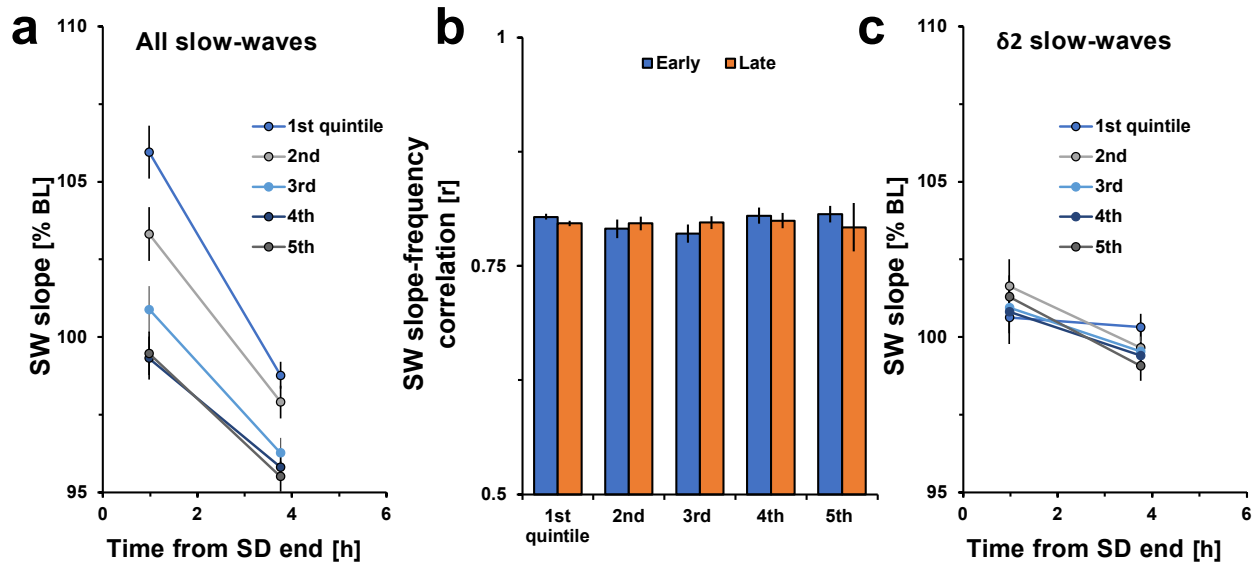 a
All slow-waves
SW slope [% BL]
110
105
100
95
1st quintile
2nd
3rd
4th
5th
0
2
4
6
Time from SD end [h]
b
SW slope-frequency
correlation [r]
1
0.75
0.5
Early
Late
1st
quintile
2nd
3rd
4th
5th
c
δ2 slow-waves
SW slope [% BL]
110
105
100
95
1st quintile
2nd
3rd
4th
5th
0
2
4
6
Time from SD end [h]